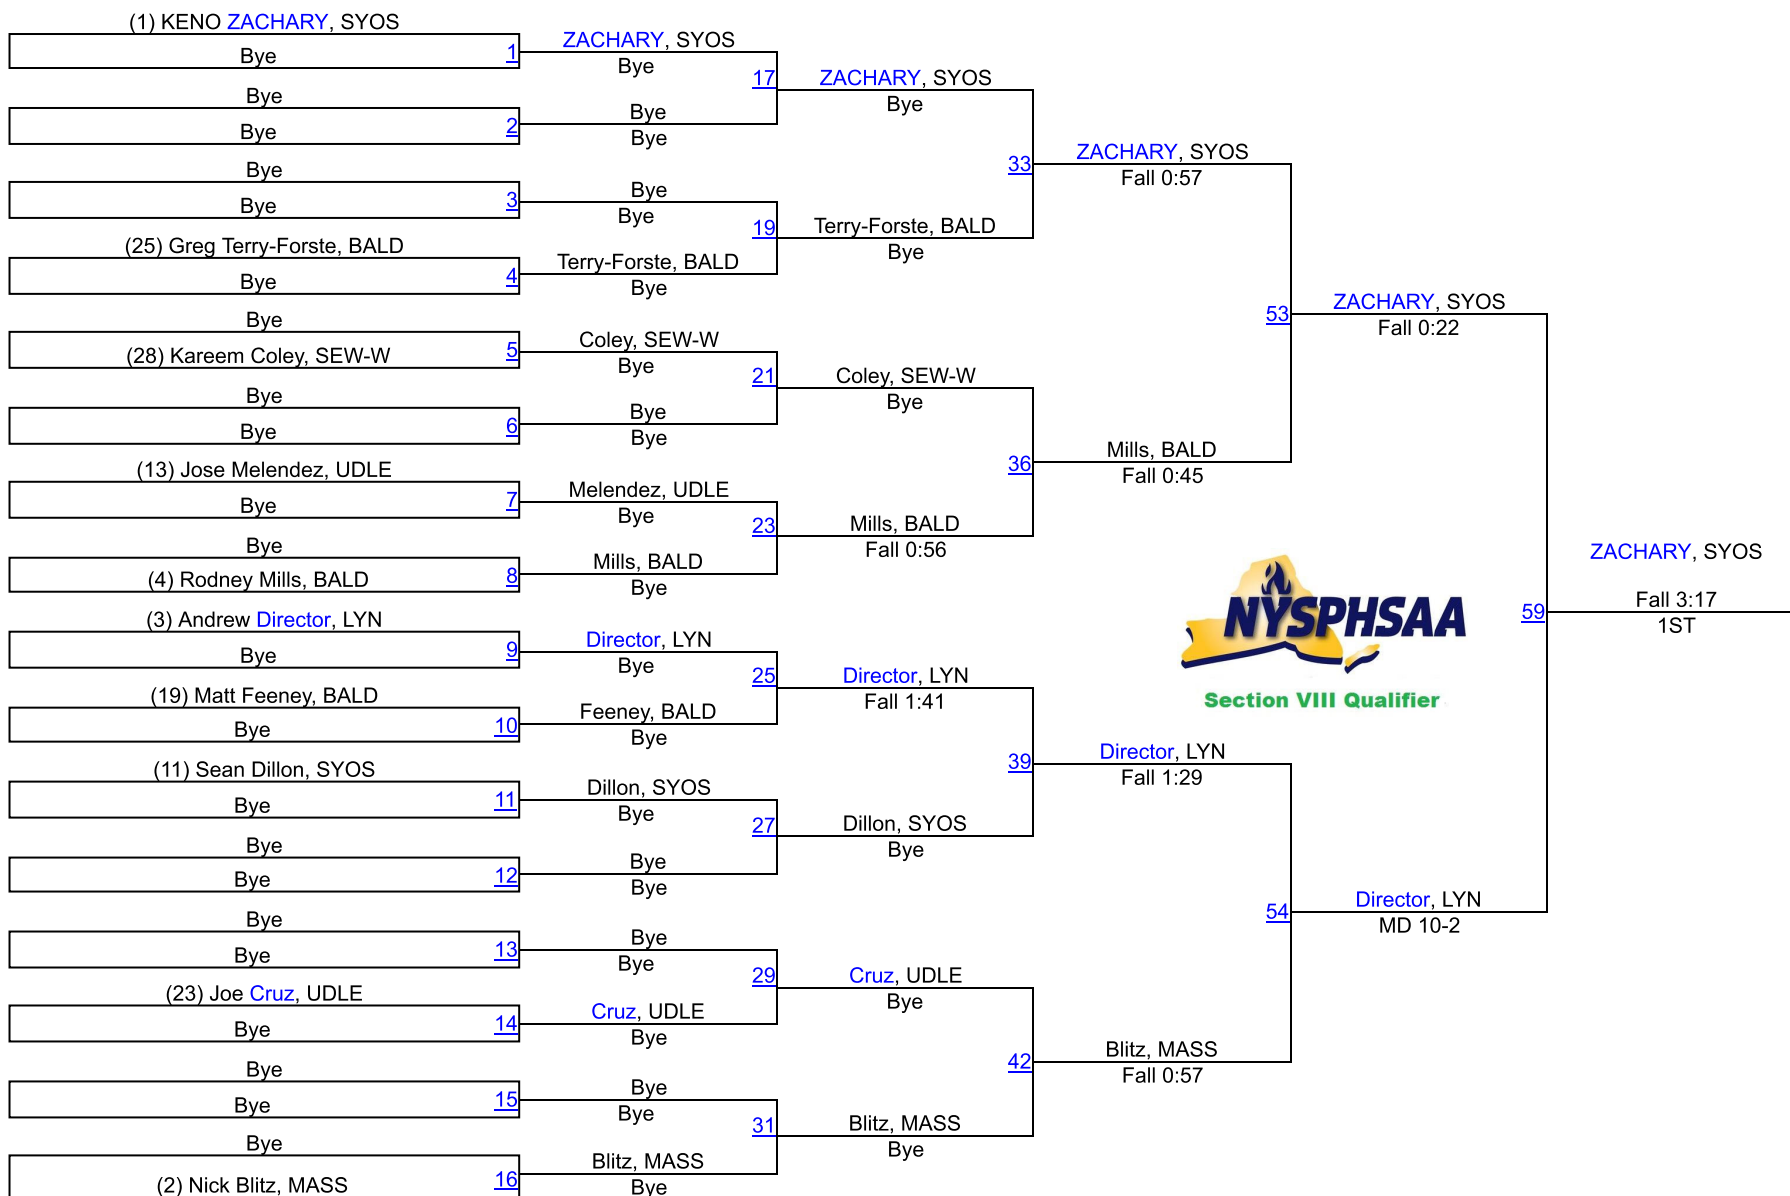 (1) KENO ZACHARY, SYOS
Bye
1
Bye
Bye
2
Bye
Bye
3
(25) Greg Terry-Forste, BALD
Bye
4
Bye
(28) Kareem Coley, SEW-W
5
Bye
Bye
6
(13) Jose Melendez, UDLE
Bye
7
Bye
(4) Rodney Mills, BALD
8
(3) Andrew Director, LYN
Bye
9
(19) Matt Feeney, BALD
Bye
10
(11) Sean Dillon, SYOS
Bye
11
Bye
Bye
12
Bye
Bye
13
(23) Joe Cruz, UDLE
Bye
14
Bye
Bye
15
Bye
(2) Nick Blitz, MASS
16
ZACHARY, SYOS
Bye
17
Bye
Bye
Bye
Bye
19
Terry-Forste, BALD
Bye
Coley, SEW-W
Bye
21
Bye
Bye
Melendez, UDLE
Bye
23
Mills, BALD
Bye
Director, LYN
Bye
25
Feeney, BALD
Bye
Dillon, SYOS
Bye
27
Bye
Bye
Bye
Bye
29
Cruz, UDLE
Bye
Bye
Bye
31
Blitz, MASS
Bye
ZACHARY, SYOS
Bye
33
Terry-Forste, BALD
Bye
Coley, SEW-W
Bye
36
Mills, BALD
Fall 0:56
Director, LYN
Fall 1:41
39
Dillon, SYOS
Bye
Cruz, UDLE
Bye
42
Blitz, MASS
Bye
ZACHARY, SYOS
Fall 0:57
53
Mills, BALD
Fall 0:45
NYSPHSAA
Section VIII Qualifier
Director, LYN
Fall 1:29
54
Blitz, MASS
Fall 0:57
ZACHARY, SYOS
Fall 0:22
59
Director, LYN
MD 10-2
ZACHARY, SYOS
Fall 3:17
1ST